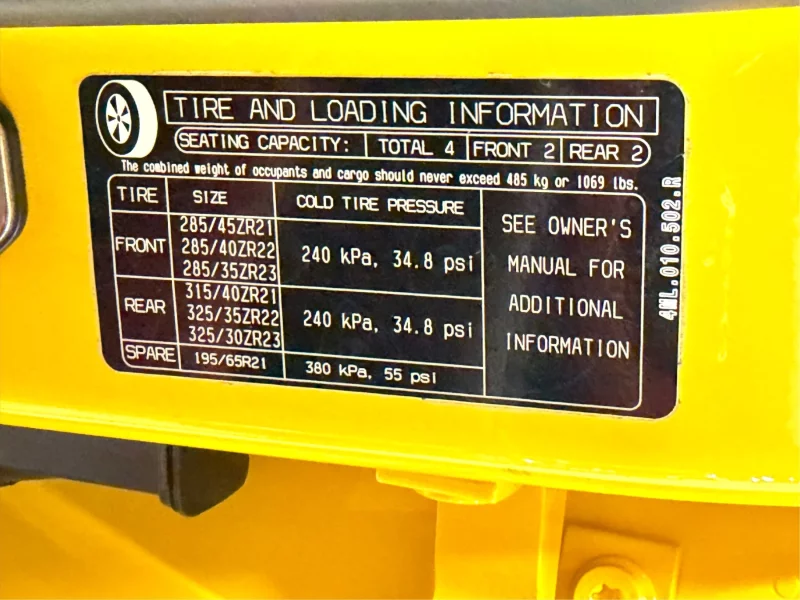 TIRE AND LOADING INFORMATION
SEATING CAPACITY: TOTAL 4 FRONT 2 REAR 2
The combined weight of occupants and cargo should never exceed 485 kg or 1069 lbs.
TIRE SIZE COLD TIRE PRESSURE
FRONT
285/45ZR21
285/40ZR22
285/35ZR23
240 kPa, 34.8 psi
REAR
315/40ZR21
325/35ZR22
325/30ZR23
240 kPa, 34.8 psi
SPARE 195/65R21 380 kPa, 55 psi
SEE OWNER'S
MANUAL FOR
ADDITIONAL
INFORMATION
4ML.010.502.R